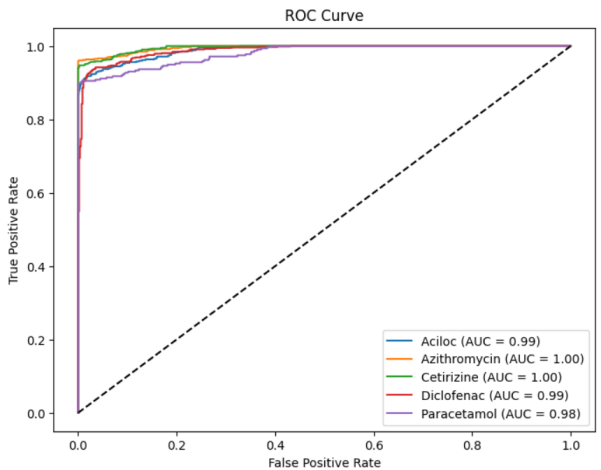 ROC Curve
True Positive Rate
1.0
0.8
0.6
0.4
0.2
0.0
0.0
0.2
0.4
0.6
0.8
1.0
False Positive Rate
Aciloc (AUC = 0.99)
Azithromycin (AUC = 1.00)
Cetirizine (AUC = 1.00)
Diclofenac (AUC = 0.99)
Paracetamol (AUC = 0.98)